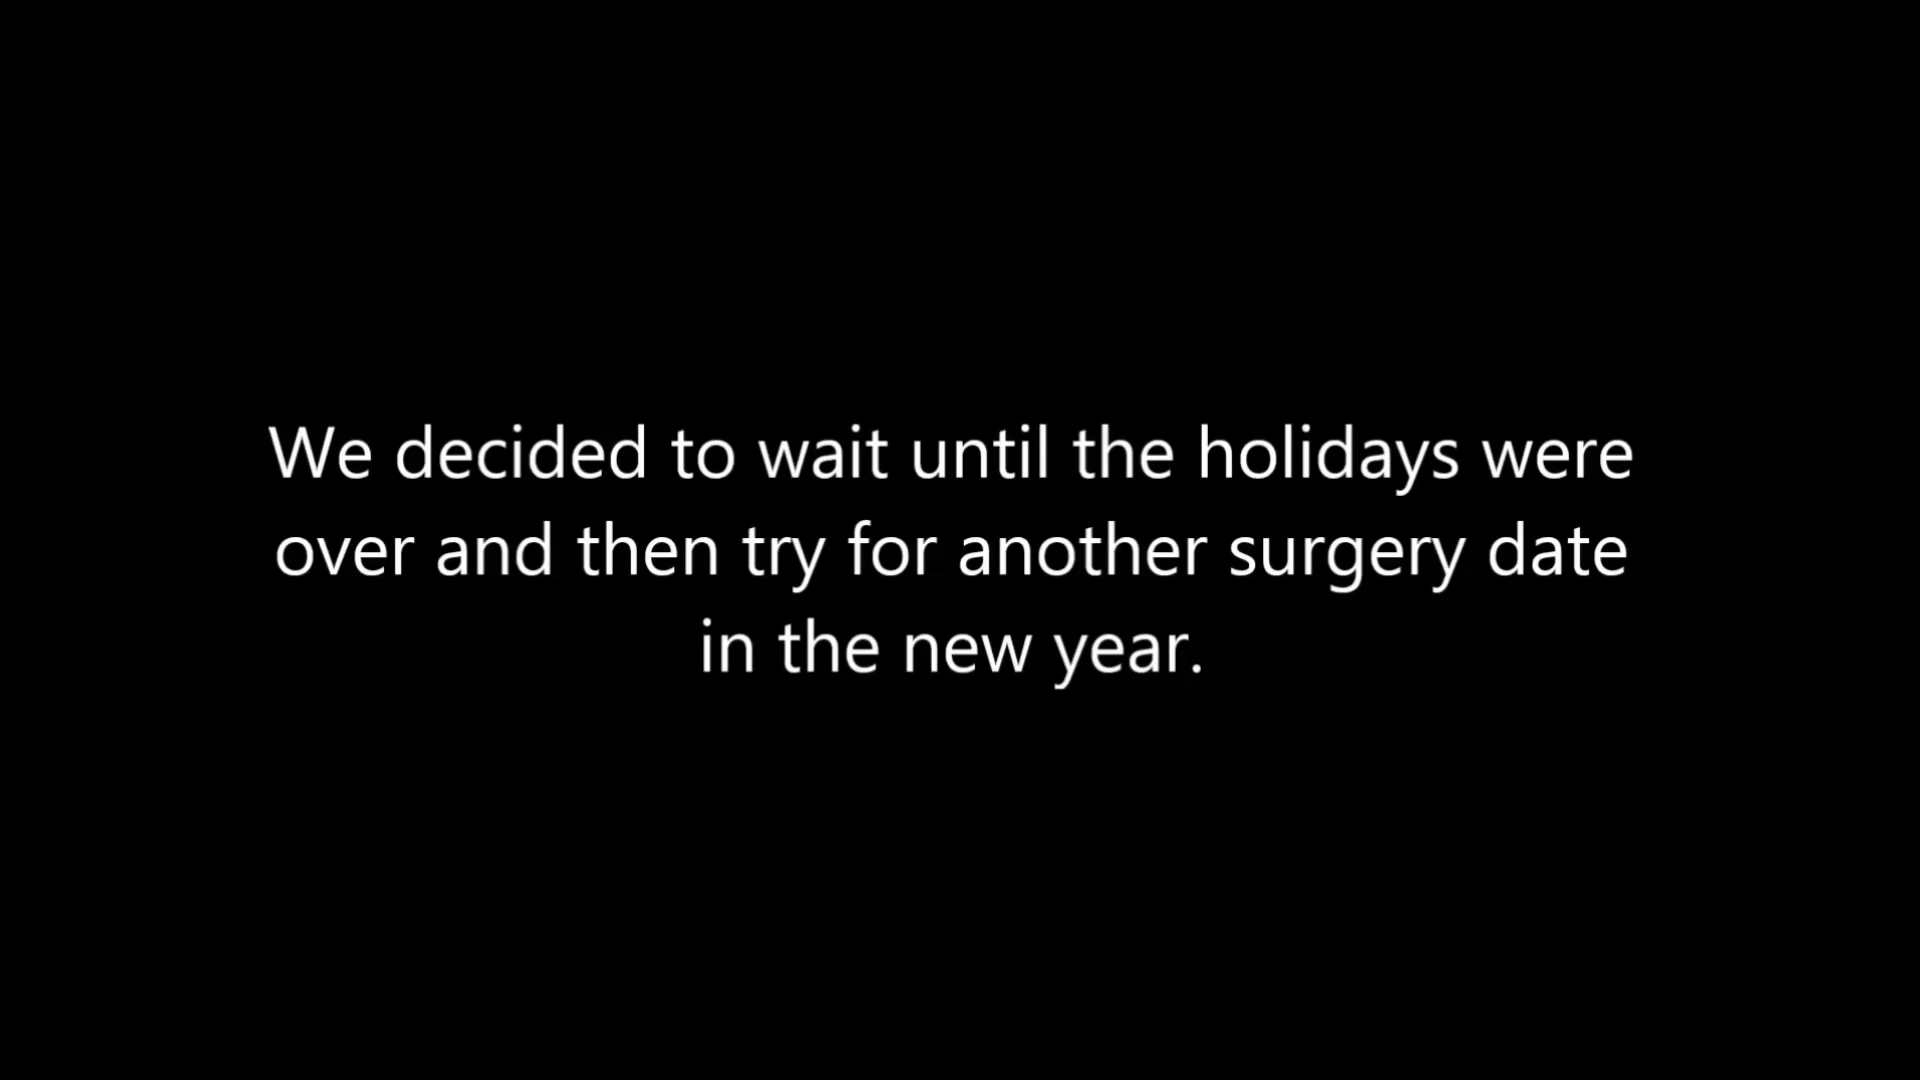 We decided to wait until the holidays were
over and then try for another surgery date
in the new year.